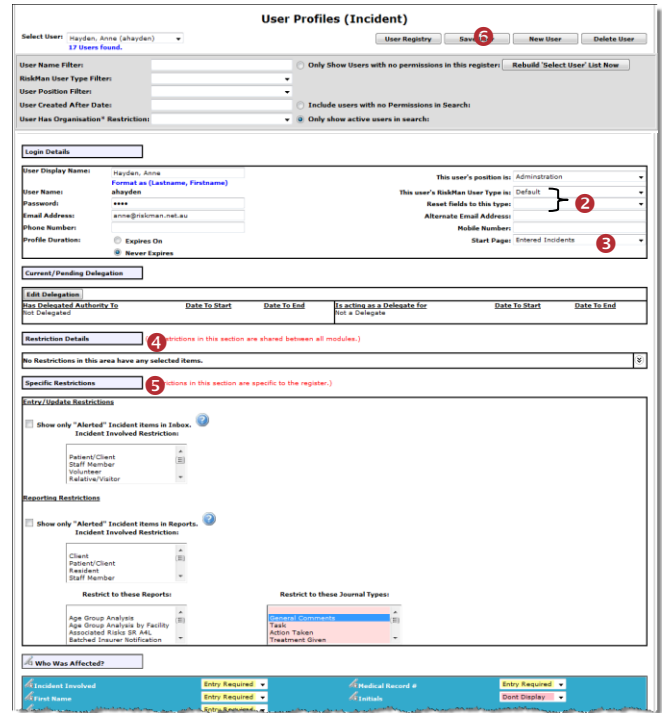 User Profiles (Incident)
Select User: Hayden, Anne (ahayden)
17 Users found.
User Registry Save 6 New User Delete User
User Name Filter: Only Show Users with no permissions in this register: Rebuild 'Select User' List Now
RiskMan User Type Filter:
User Position Filter:
User Created After Date: Include users with no Permissions in Search:
User Has Organisation* Restriction: Only show active users in search:
Login Details
User Display Name: Hayden, Anne This user's position is: Adminstration
Format as (Lastname, Firstname)
User Name: ahayden This user's RiskMan User Type is: Default
Password: •••• Reset fields to this type: 2
Email Address: anne@riskman.net.au Alternate Email Address:
Phone Number: Mobile Number:
Profile Duration: Expires On Start Page: Entered Incidents 3
Never Expires
Current/Pending Delegation
Edit Delegation
Has Delegated Authority To Date To Start Date To End Is acting as a Delegate for Date To Start Date To End
Not Delegated Not a Delegate
Restriction Details 4 strictions in this section are shared between all modules.)
No Restrictions in this area have any selected items.
Specific Restrictions 5 ctions in this section are specific to the register.)
Entry/Update Restrictions
Show only "Alerted" Incident items in Inbox. ?
Incident Involved Restriction:
Patient/Client
Staff Member
Volunteer
Relative/Visitor
Reporting Restrictions
Show only "Alerted" Incident items in Reports. ?
Incident Involved Restriction:
Client
Patient/Client
Resident
Staff Member
Restrict to these Reports: Restrict to these Journal Types:
Age Group Analysis General Comments
Age Group Analysis by Facility Task
Associated Risks SR A4L Action Taken
Batched Insurer Notification Treatment Given
Who Was Affected?
Incident Involved Entry Required Medical Record # Entry Required
First Name Entry Required Initials Dont Display
Entry Required